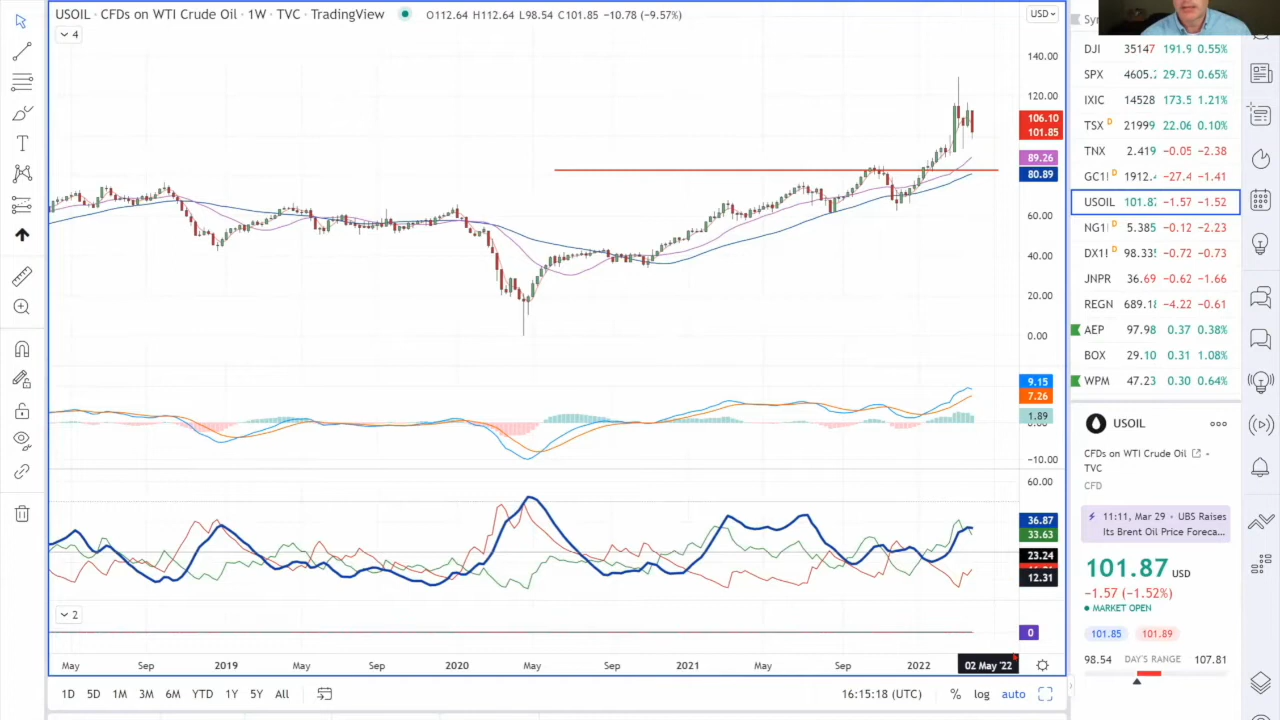 USOIL · CFDs on WTI Crude Oil · 1W · TVC · TradingView O112.64 H112.64 L98.54 C101.85 −10.78 (−9.57%)
USD
4
140.00
120.00
106.10
101.85
89.26
80.89
60.00
40.00
20.00
0.00
9.15
7.26
1.89
−10.00
60.00
36.87
33.63
23.24
12.31
2
0
May Sep 2019 May Sep 2020 May Sep 2021 May Sep 2022 02 May '22
1D 5D 1M 3M 6M YTD 1Y 5Y All
16:15:18 (UTC) % log auto
DJI 35147 191.9 0.55%
SPX 4605.2 29.73 0.65%
IXIC 14528 173.5 1.21%
TSX D 21999 22.06 0.10%
TNX 2.419 −0.05 −2.38
GC1! D 1912.4 −27.4 −1.41
USOIL 101.87 −1.57 −1.52
NG1! D 5.385 −0.12 −2.23
DX1! D 98.335 −0.72 −0.73
JNPR 36.69 −0.62 −1.66
REGN 689.18 −4.22 −0.61
AEP 97.98 0.37 0.38%
BOX 29.10 0.31 1.08%
WPM 47.23 0.30 0.64%
USOIL
CFDs on WTI Crude Oil -
TVC
CFD
11:11, Mar 29 • UBS Raises
Its Brent Oil Price Foreca...
101.87 USD
−1.57 (−1.52%)
MARKET OPEN
101.85 101.89
98.54 DAY'S RANGE 107.81